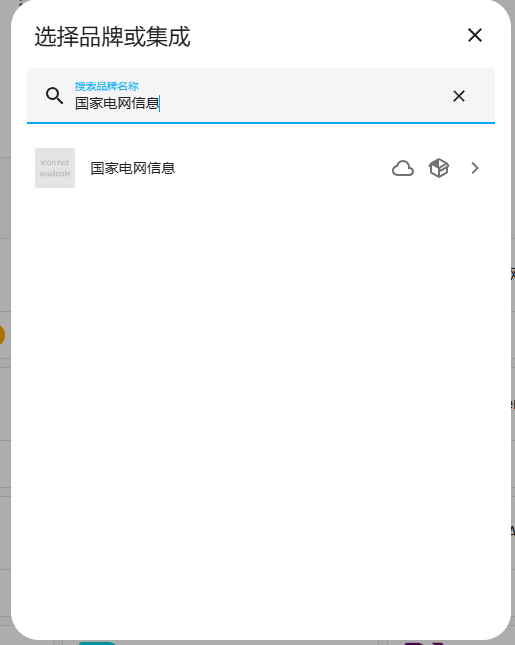 选择品牌或集成
搜索品牌名称
国家电网信息
icon not
available
国家电网信息